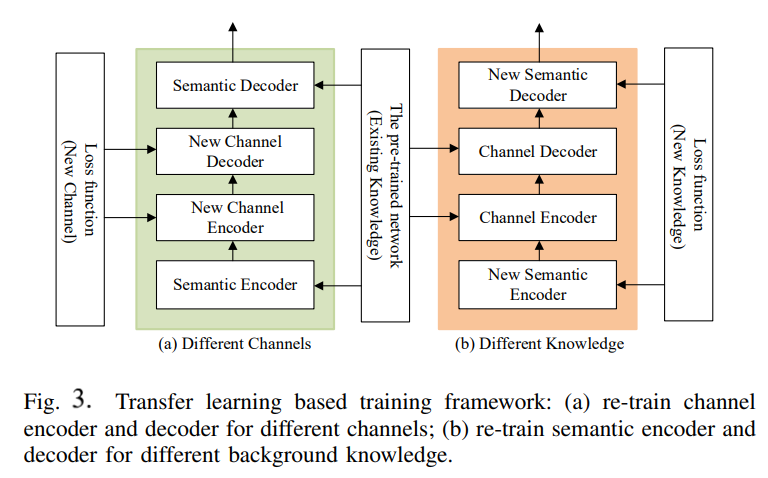 Loss function
(New Channel)
Semantic Decoder
New Channel
Decoder
New Channel
Encoder
Semantic Encoder
(a) Different Channels
The pre-trained network
(Existing Knowledge)
New Semantic
Decoder
Channel Decoder
Channel Encoder
New Semantic
Encoder
(b) Different Knowledge
Loss function
(New Knowledge)
Fig. 3. Transfer learning based training framework: (a) re-train channel
encoder and decoder for different channels; (b) re-train semantic encoder and
decoder for different background knowledge.